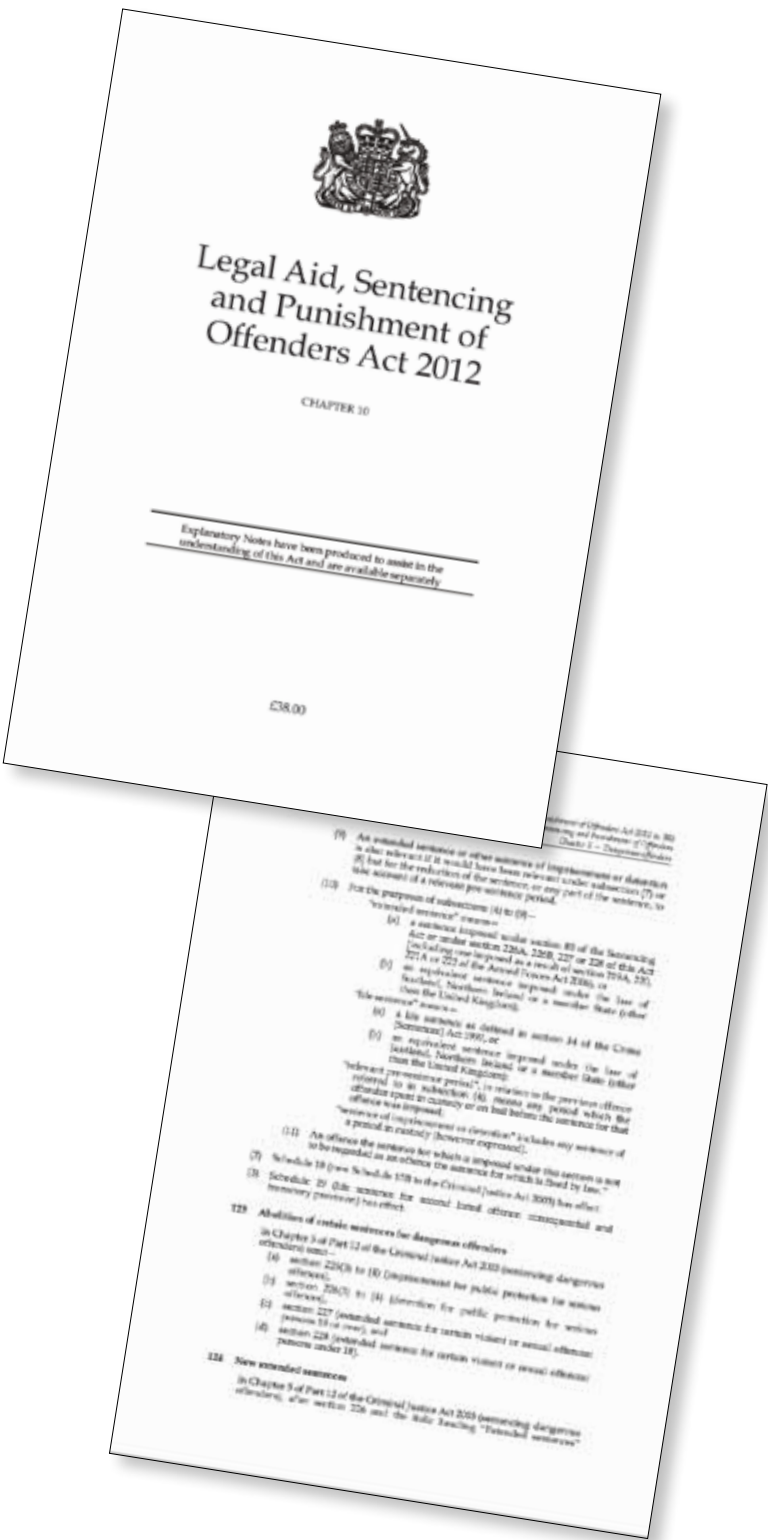 Legal Aid, Sentencing
and Punishment of
Offenders Act 2012
CHAPTER 10
Explanatory Notes have been produced to assist in the
understanding of this Act and are available separately
£38.00
Offenders Act 2012
and Punishment of Offenders
Chapter 5 — Dangerous offenders
(9) An extended sentence or other sentence of imprisonment or detention
is also relevant if it would have been relevant under subsection (7) or
(8) but for the reduction of the sentence, or any part of the sentence, to
take account of a relevant pre-sentence period.
(10) For the purposes of subsections (4) to (9)—
“extended sentence” means—
(a) a sentence imposed under section 85 of the Sentencing
Act or under section 226A, 226B, 227 or 228 of this Act
(including one imposed as a result of section 219A, 220,
221A or 222 of the Armed Forces Act 2006), or
(b) an equivalent sentence imposed under the law of
Scotland, Northern Ireland or a member State (other
than the United Kingdom);
“life sentence” means—
(a) a life sentence as defined in section 34 of the Crime
(Sentences) Act 1997, or
(b) an equivalent sentence imposed under the law of
Scotland, Northern Ireland or a member State (other
than the United Kingdom);
“relevant pre-sentence period”, in relation to the previous offence
referred to in subsection (4), means any period which the
offender spent in custody or on bail before the sentence for that
offence was imposed;
“sentence of imprisonment or detention” includes any sentence of
a period in custody (however expressed).
(11) An offence the sentence for which is imposed under this section is not
to be regarded as an offence the sentence for which is fixed by law.”
(2) Schedule 18 (new Schedule 15B to the Criminal Justice Act 2003) has effect.
(3) Schedule 19 (life sentence for second listed offence: consequential and
transitory provision) has effect.
123 Abolition of certain sentences for dangerous offenders
In Chapter 5 of Part 12 of the Criminal Justice Act 2003 (sentencing: dangerous
offenders) omit—
(a) section 225(3) to (4) (imprisonment for public protection for serious
offences),
(b) section 226(3) to (4) (detention for public protection for serious
offences),
(c) section 227 (extended sentence for certain violent or sexual offences:
persons 18 or over), and
(d) section 228 (extended sentence for certain violent or sexual offences:
persons under 18).
124 New extended sentences
In Chapter 5 of Part 12 of the Criminal Justice Act 2003 (sentencing: dangerous
offenders), after section 226 and the italic heading “Extended sentences”